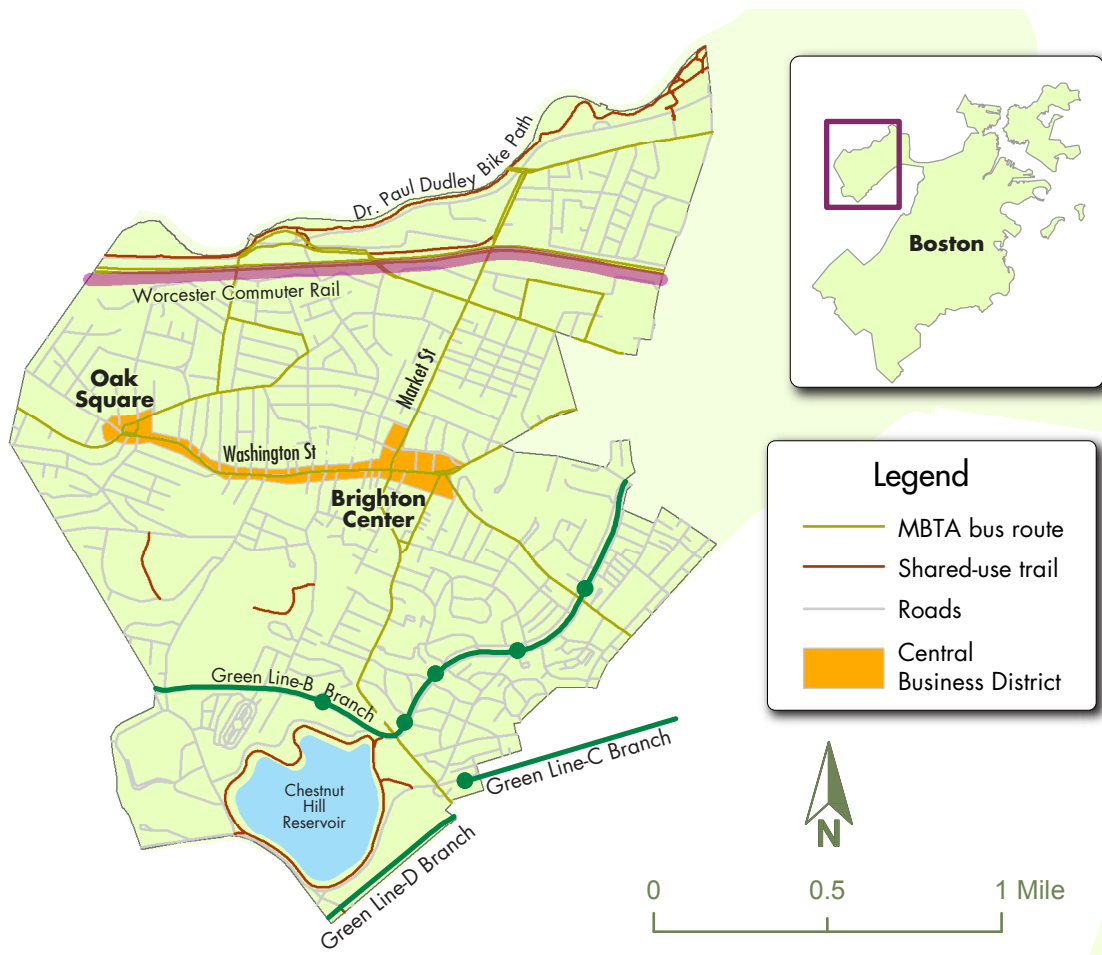 Dr. Paul Dudley Bike Path
Boston
Worcester Commuter Rail
Market St
Oak
Square
Washington St
Brighton
Center
Legend
MBTA bus route
Shared-use trail
Roads
Central
Business District
Green Line-B Branch
Green Line-C Branch
Chestnut
Hill
Reservoir
Green Line-D Branch
N
0 0.5 1 Mile